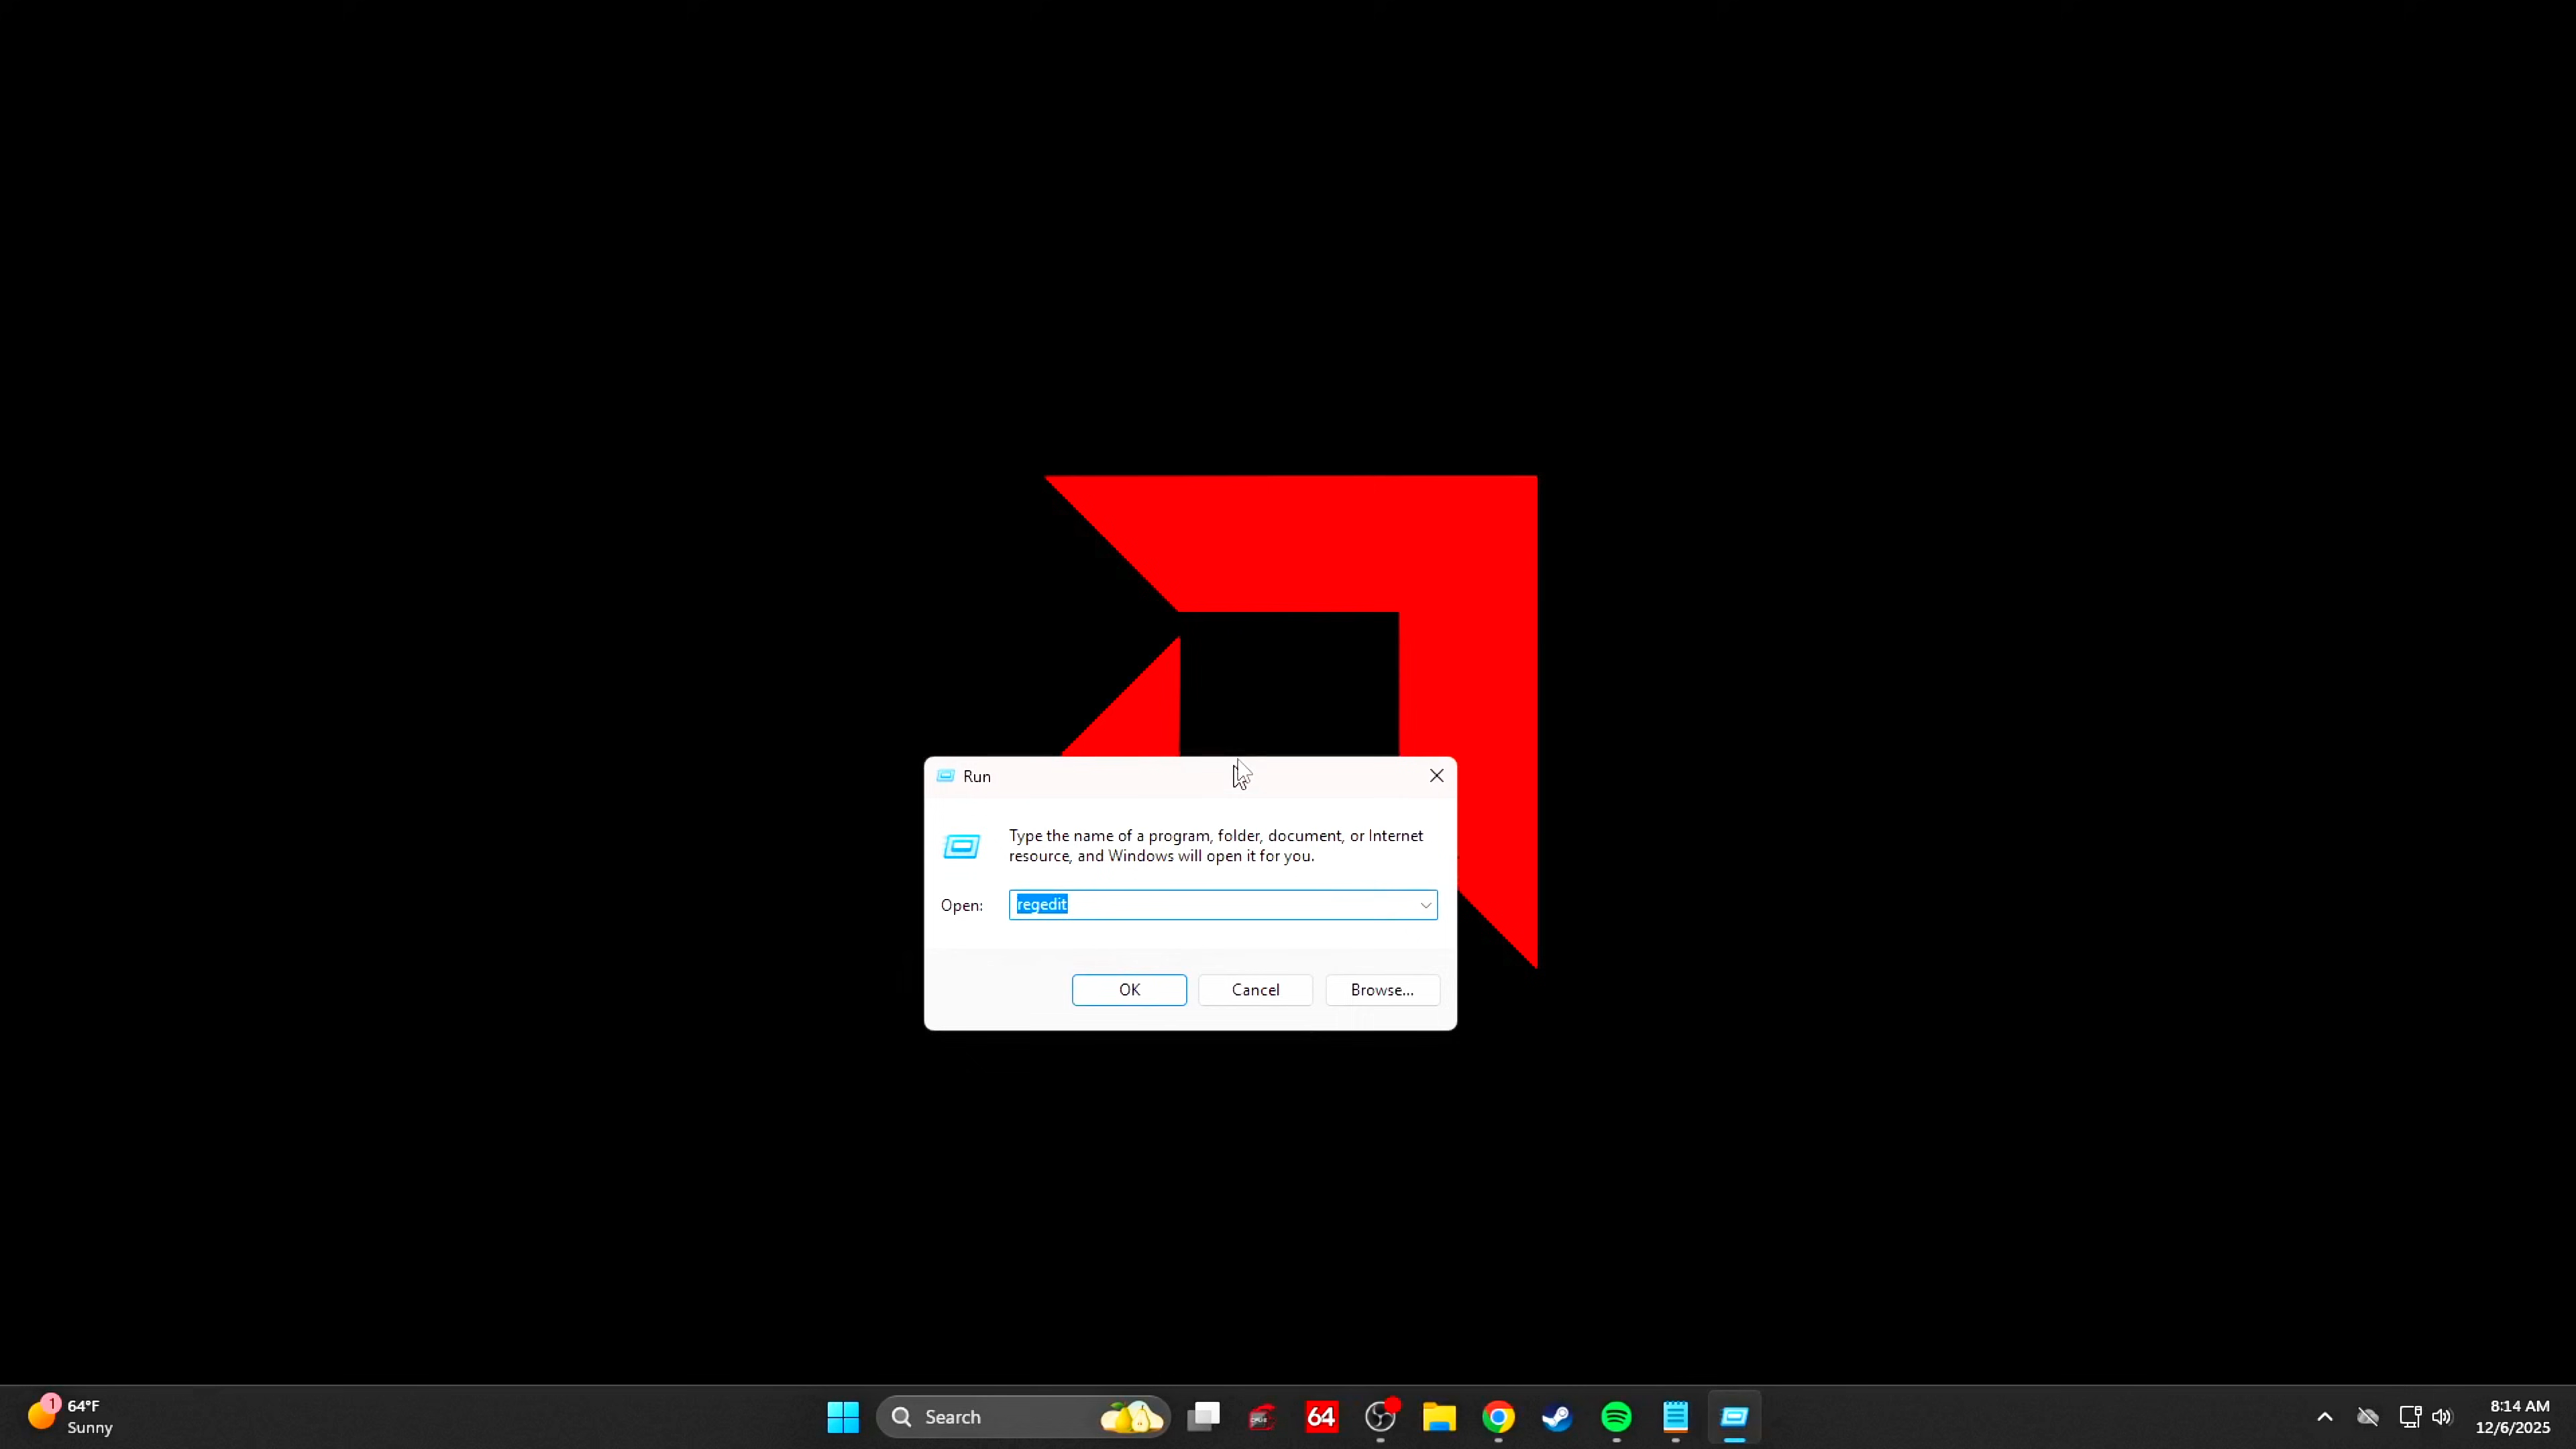 Run
Type the name of a program, folder, document, or Internet
resource, and Windows will open it for you.
Open:
regedit
OK
Cancel
Browse...
1
64°F
Sunny
Search
64
8:14 AM
12/6/2025